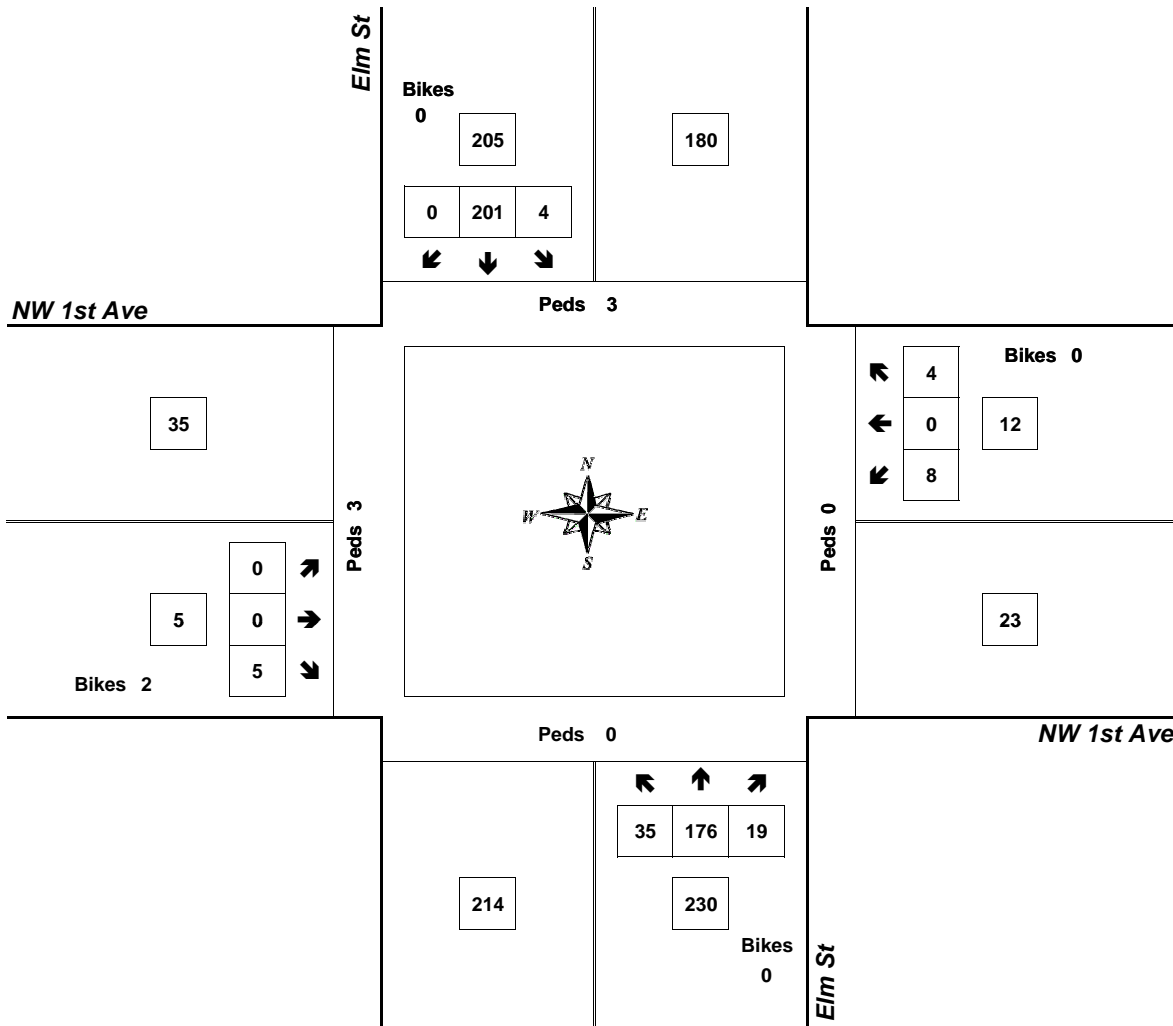 Elm St
Bikes
0
205
180
0 201 4
Peds 3
NW 1st Ave
Bikes 0
4
35
0
12
8
N
W E
S
Peds 3
Peds 0
0
5
0
23
5
Bikes 2
Peds 0
NW 1st Ave
35 176 19
214
230
Bikes
0
Elm St